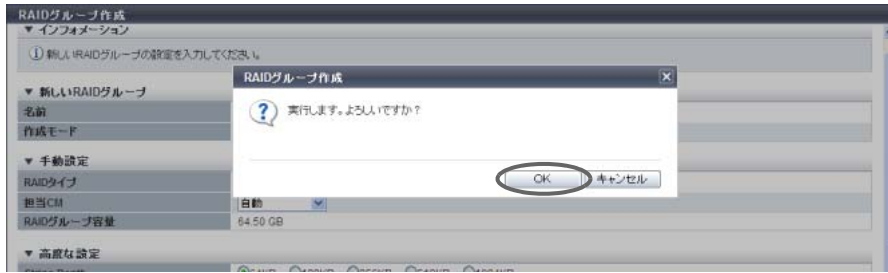 RAIDグループ作成
▼ インフォメーション
新しいRAIDグループの設定を入力してください。
RAIDグループ作成
実行します。よろしいですか？
OK キャンセル
▼ 新しいRAIDグループ
名前
作成モード
▼ 手動設定
RAIDタイプ
担当CM 自動
RAIDグループ容量 64.50 GB
▼ 高度な設定